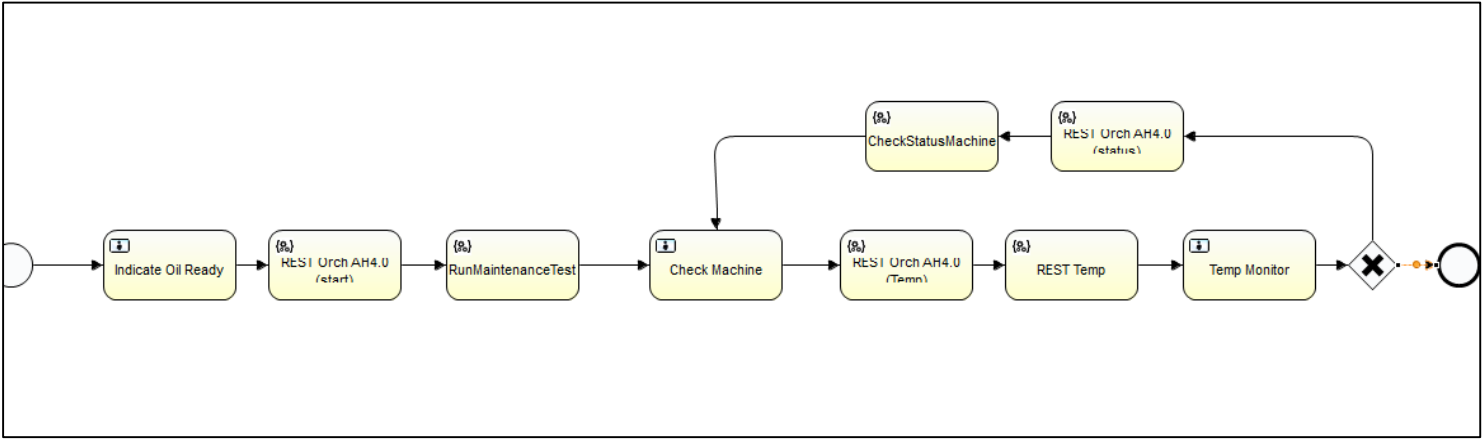 CheckStatusMachine
REST Orch AH4.0
(status)
Indicate Oil Ready
REST Orch AH4.0
(start)
RunMaintenanceTest
Check Machine
REST Orch AH4.0
(Temp)
REST Temp
Temp Monitor